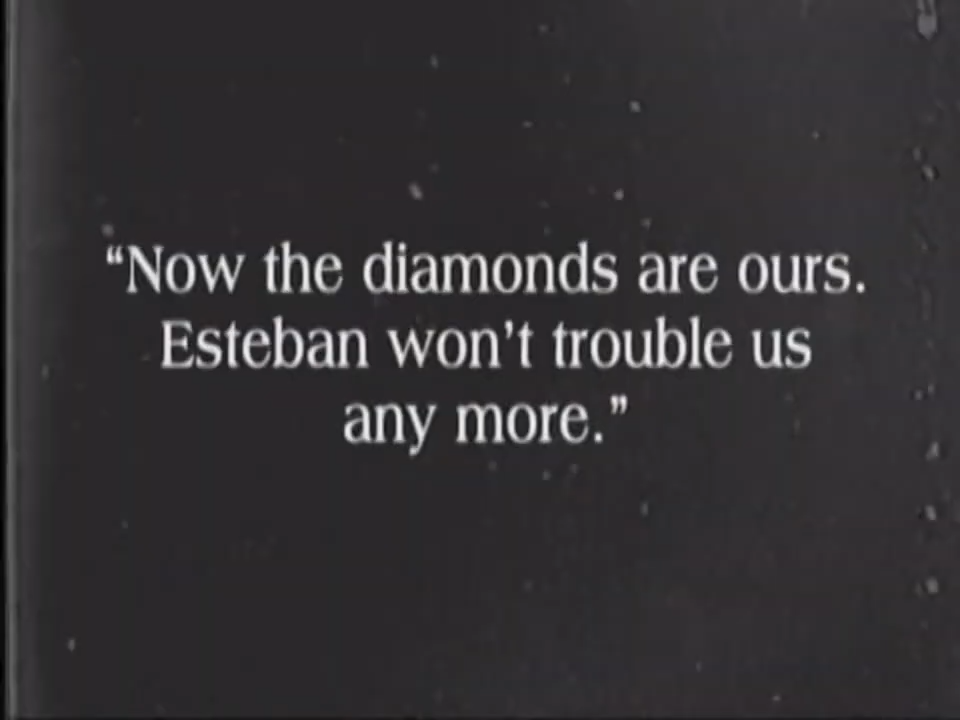 “Now the diamonds are ours.
Esteban won’t trouble us
any more.”